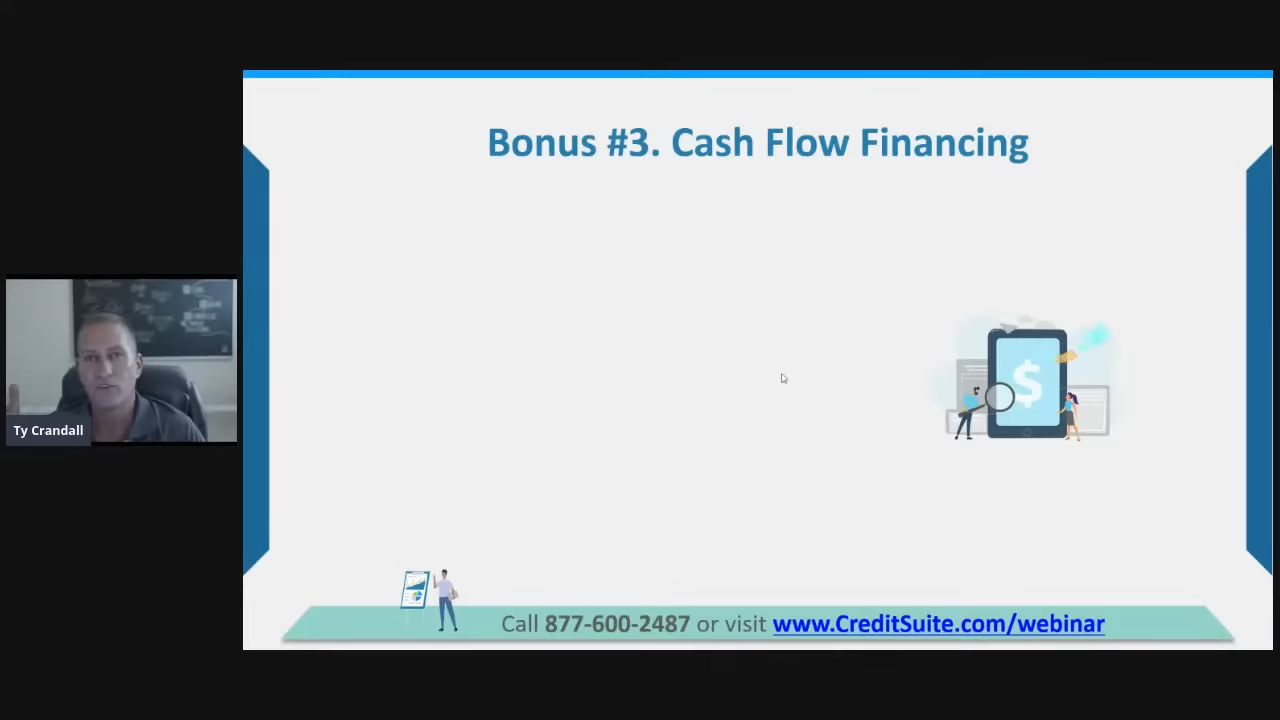 Bonus #3. Cash Flow Financing
$
Ty Crandall
Call 877-600-2487 or visit www.CreditSuite.com/webinar